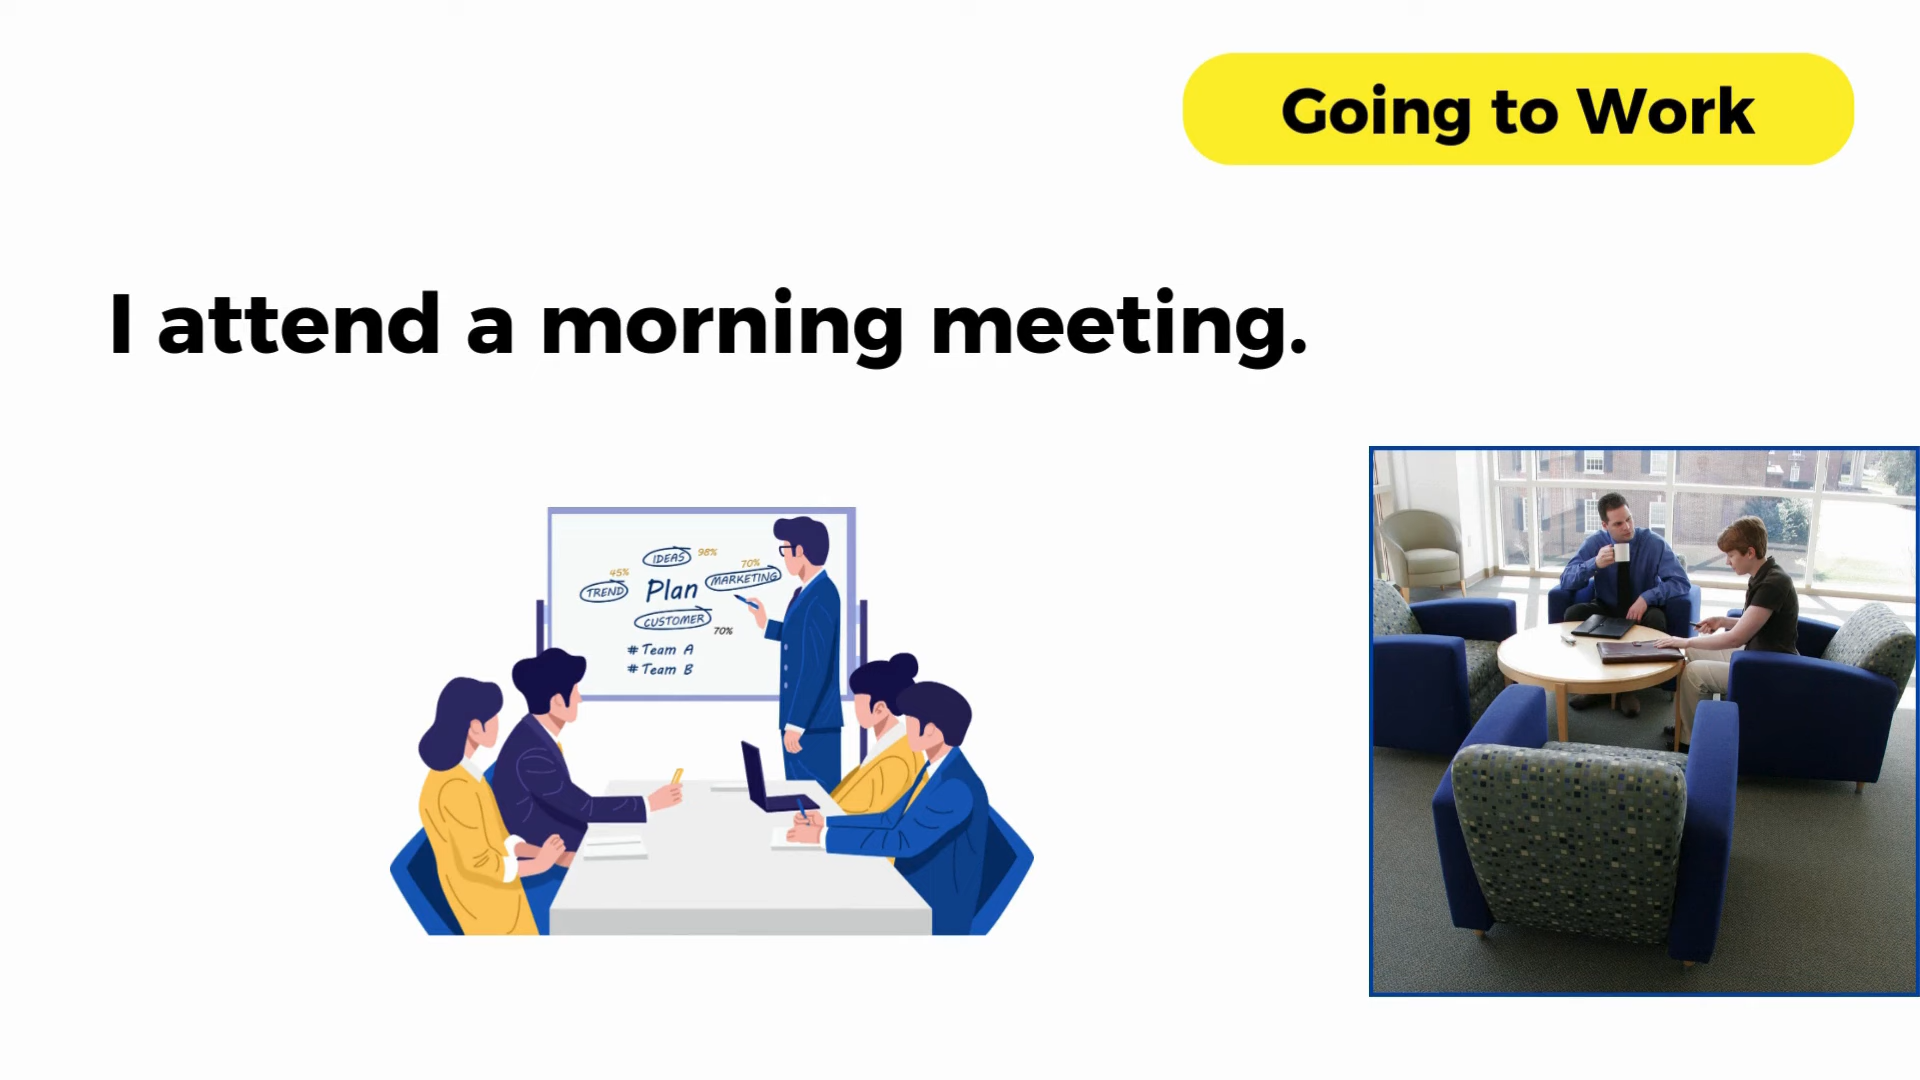 Going to Work
I attend a morning meeting.
IDEAS 98%
45% 70%
TREND Plan MARKETING
CUSTOMER
70%
# Team A
# Team B